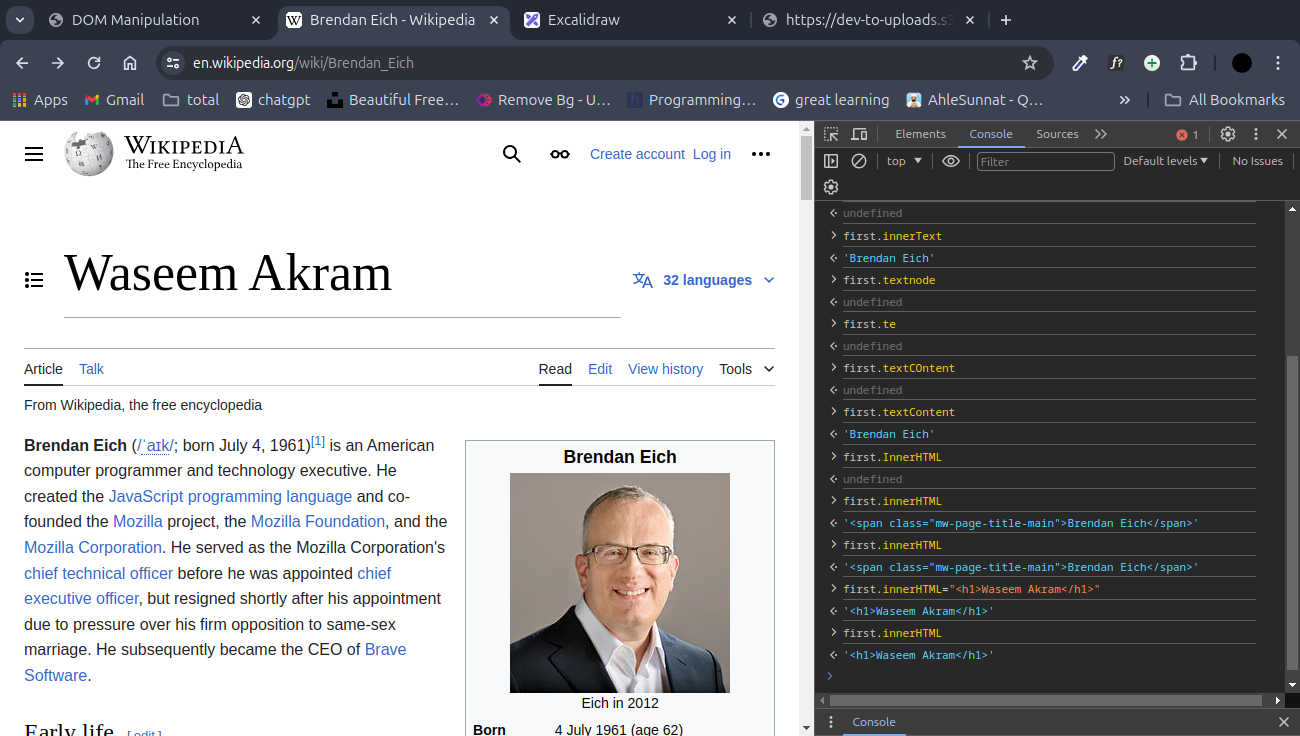 DOM Manipulation
Brendan Eich - Wikipedia
Excalidraw
https://dev-to-uploads.s
en.wikipedia.org/wiki/Brendan_Eich
f?
Apps
Gmail
total
chatgpt
Beautiful Free…
Remove Bg - U…
Programming…
great learning
AhleSunnat - Q…
All Bookmarks
WIKIPEDIA
The Free Encyclopedia
Create account Log in
Waseem Akram
32 languages
Article Talk Read Edit View history Tools
From Wikipedia, the free encyclopedia
Brendan Eich (/ˈaɪk/; born July 4, 1961)[1] is an American
computer programmer and technology executive. He
created the JavaScript programming language and co-
founded the Mozilla project, the Mozilla Foundation, and the
Mozilla Corporation. He served as the Mozilla Corporation's
chief technical officer before he was appointed chief
executive officer, but resigned shortly after his appointment
due to pressure over his firm opposition to same-sex
marriage. He subsequently became the CEO of Brave
Software.
Early life [ edit ]
Brendan Eich
Eich in 2012
Born 4 July 1961 (age 62)
Elements Console Sources 1
top Filter Default levels No Issues
undefined
first.innerText
'Brendan Eich'
first.textnode
undefined
first.te
undefined
first.textCOntent
undefined
first.textContent
'Brendan Eich'
first.InnerHTML
undefined
first.innerHTML
'<span class="mw-page-title-main">Brendan Eich</span>'
first.innerHTML
'<span class="mw-page-title-main">Brendan Eich</span>'
first.innerHTML="<h1>Waseem Akram</h1>"
'<h1>Waseem Akram</h1>'
first.innerHTML
'<h1>Waseem Akram</h1>'
Console